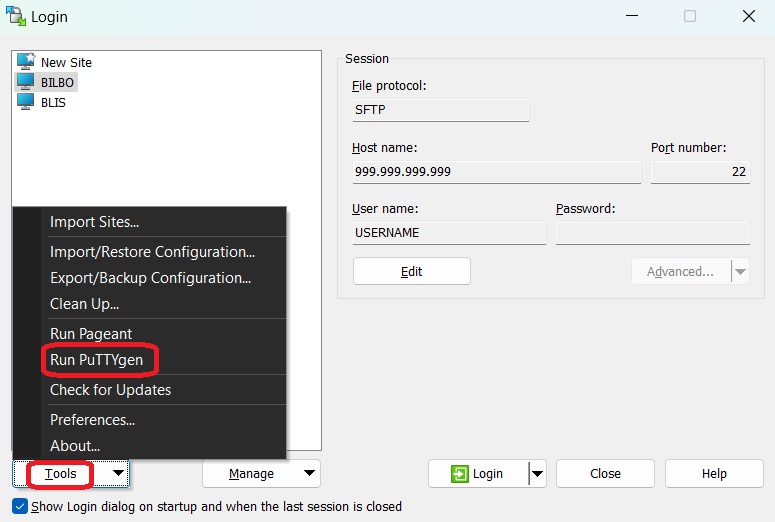 Login
New Site
BILBO
BLIS
Session
File protocol:
SFTP
Host name:
Port number:
999.999.999.999
22
User name:
Password:
USERNAME
Edit
Advanced...
Import Sites...
Import/Restore Configuration...
Export/Backup Configuration...
Clean Up...
Run Pageant
Run PuTTYgen
Check for Updates
Preferences...
About...
Tools
Manage
Login
Close
Help
Show Login dialog on startup and when the last session is closed